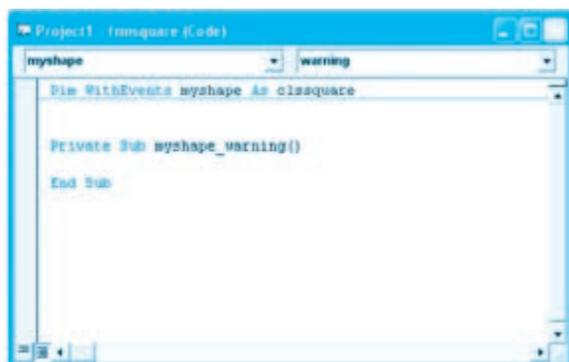 Project1 - frmsquare (Code)
myshape warning
Dim WithEvents myshape As clssquare
Private Sub myshape_warning()
End Sub